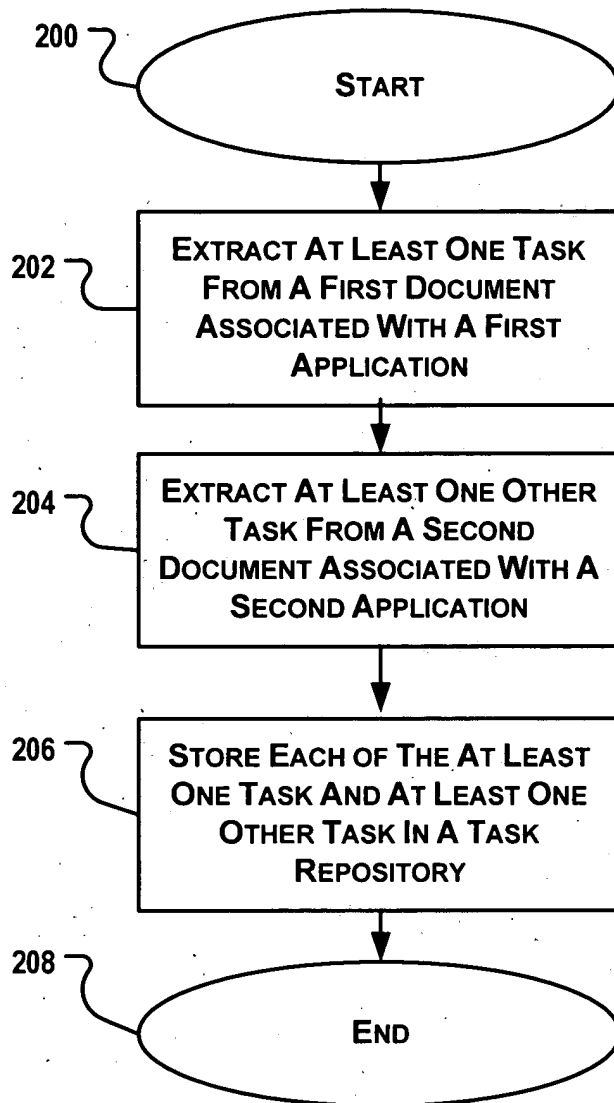 200
START
202
EXTRACT AT LEAST ONE TASK
FROM A FIRST DOCUMENT
ASSOCIATED WITH A FIRST
APPLICATION
204
EXTRACT AT LEAST ONE OTHER
TASK FROM A SECOND
DOCUMENT ASSOCIATED WITH A
SECOND APPLICATION
206
STORE EACH OF THE AT LEAST
ONE TASK AND AT LEAST ONE
OTHER TASK IN A TASK
REPOSITORY
208
END